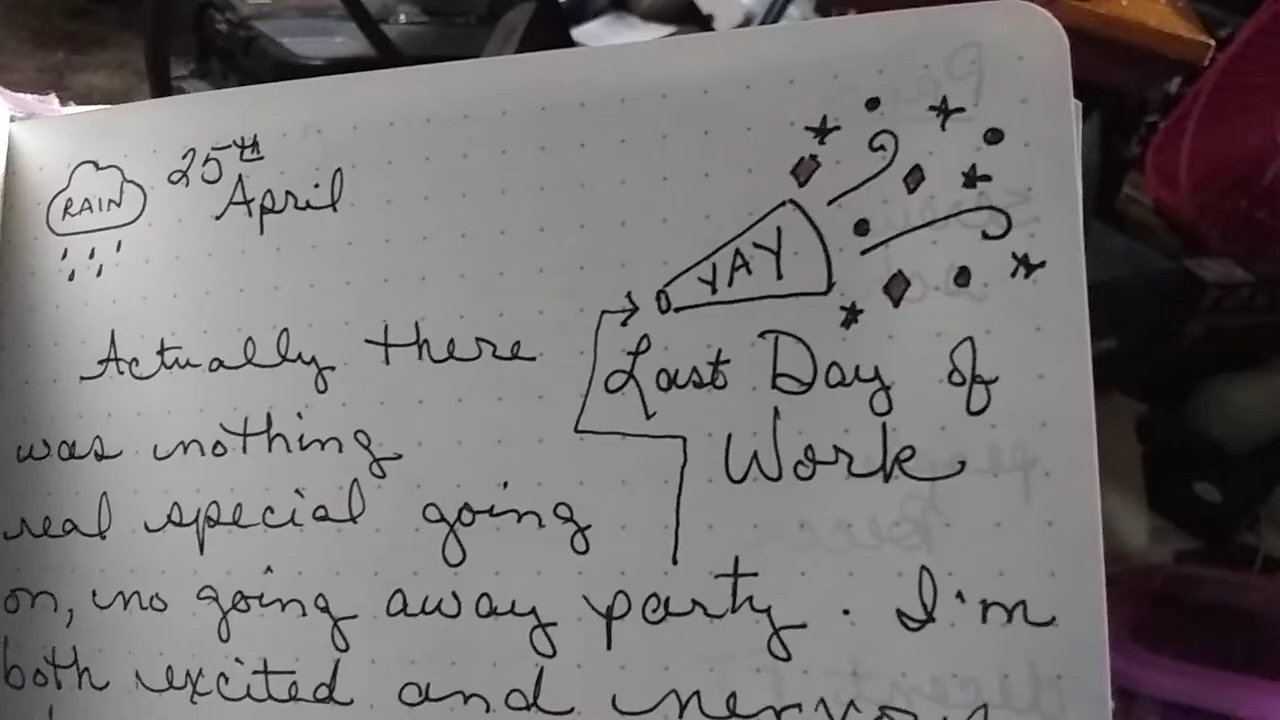 RAIN
25th
April
YAY
Last Day of
Work
Actually there
was nothing
real special going
on, no going away party. I'm
both excited and nervous